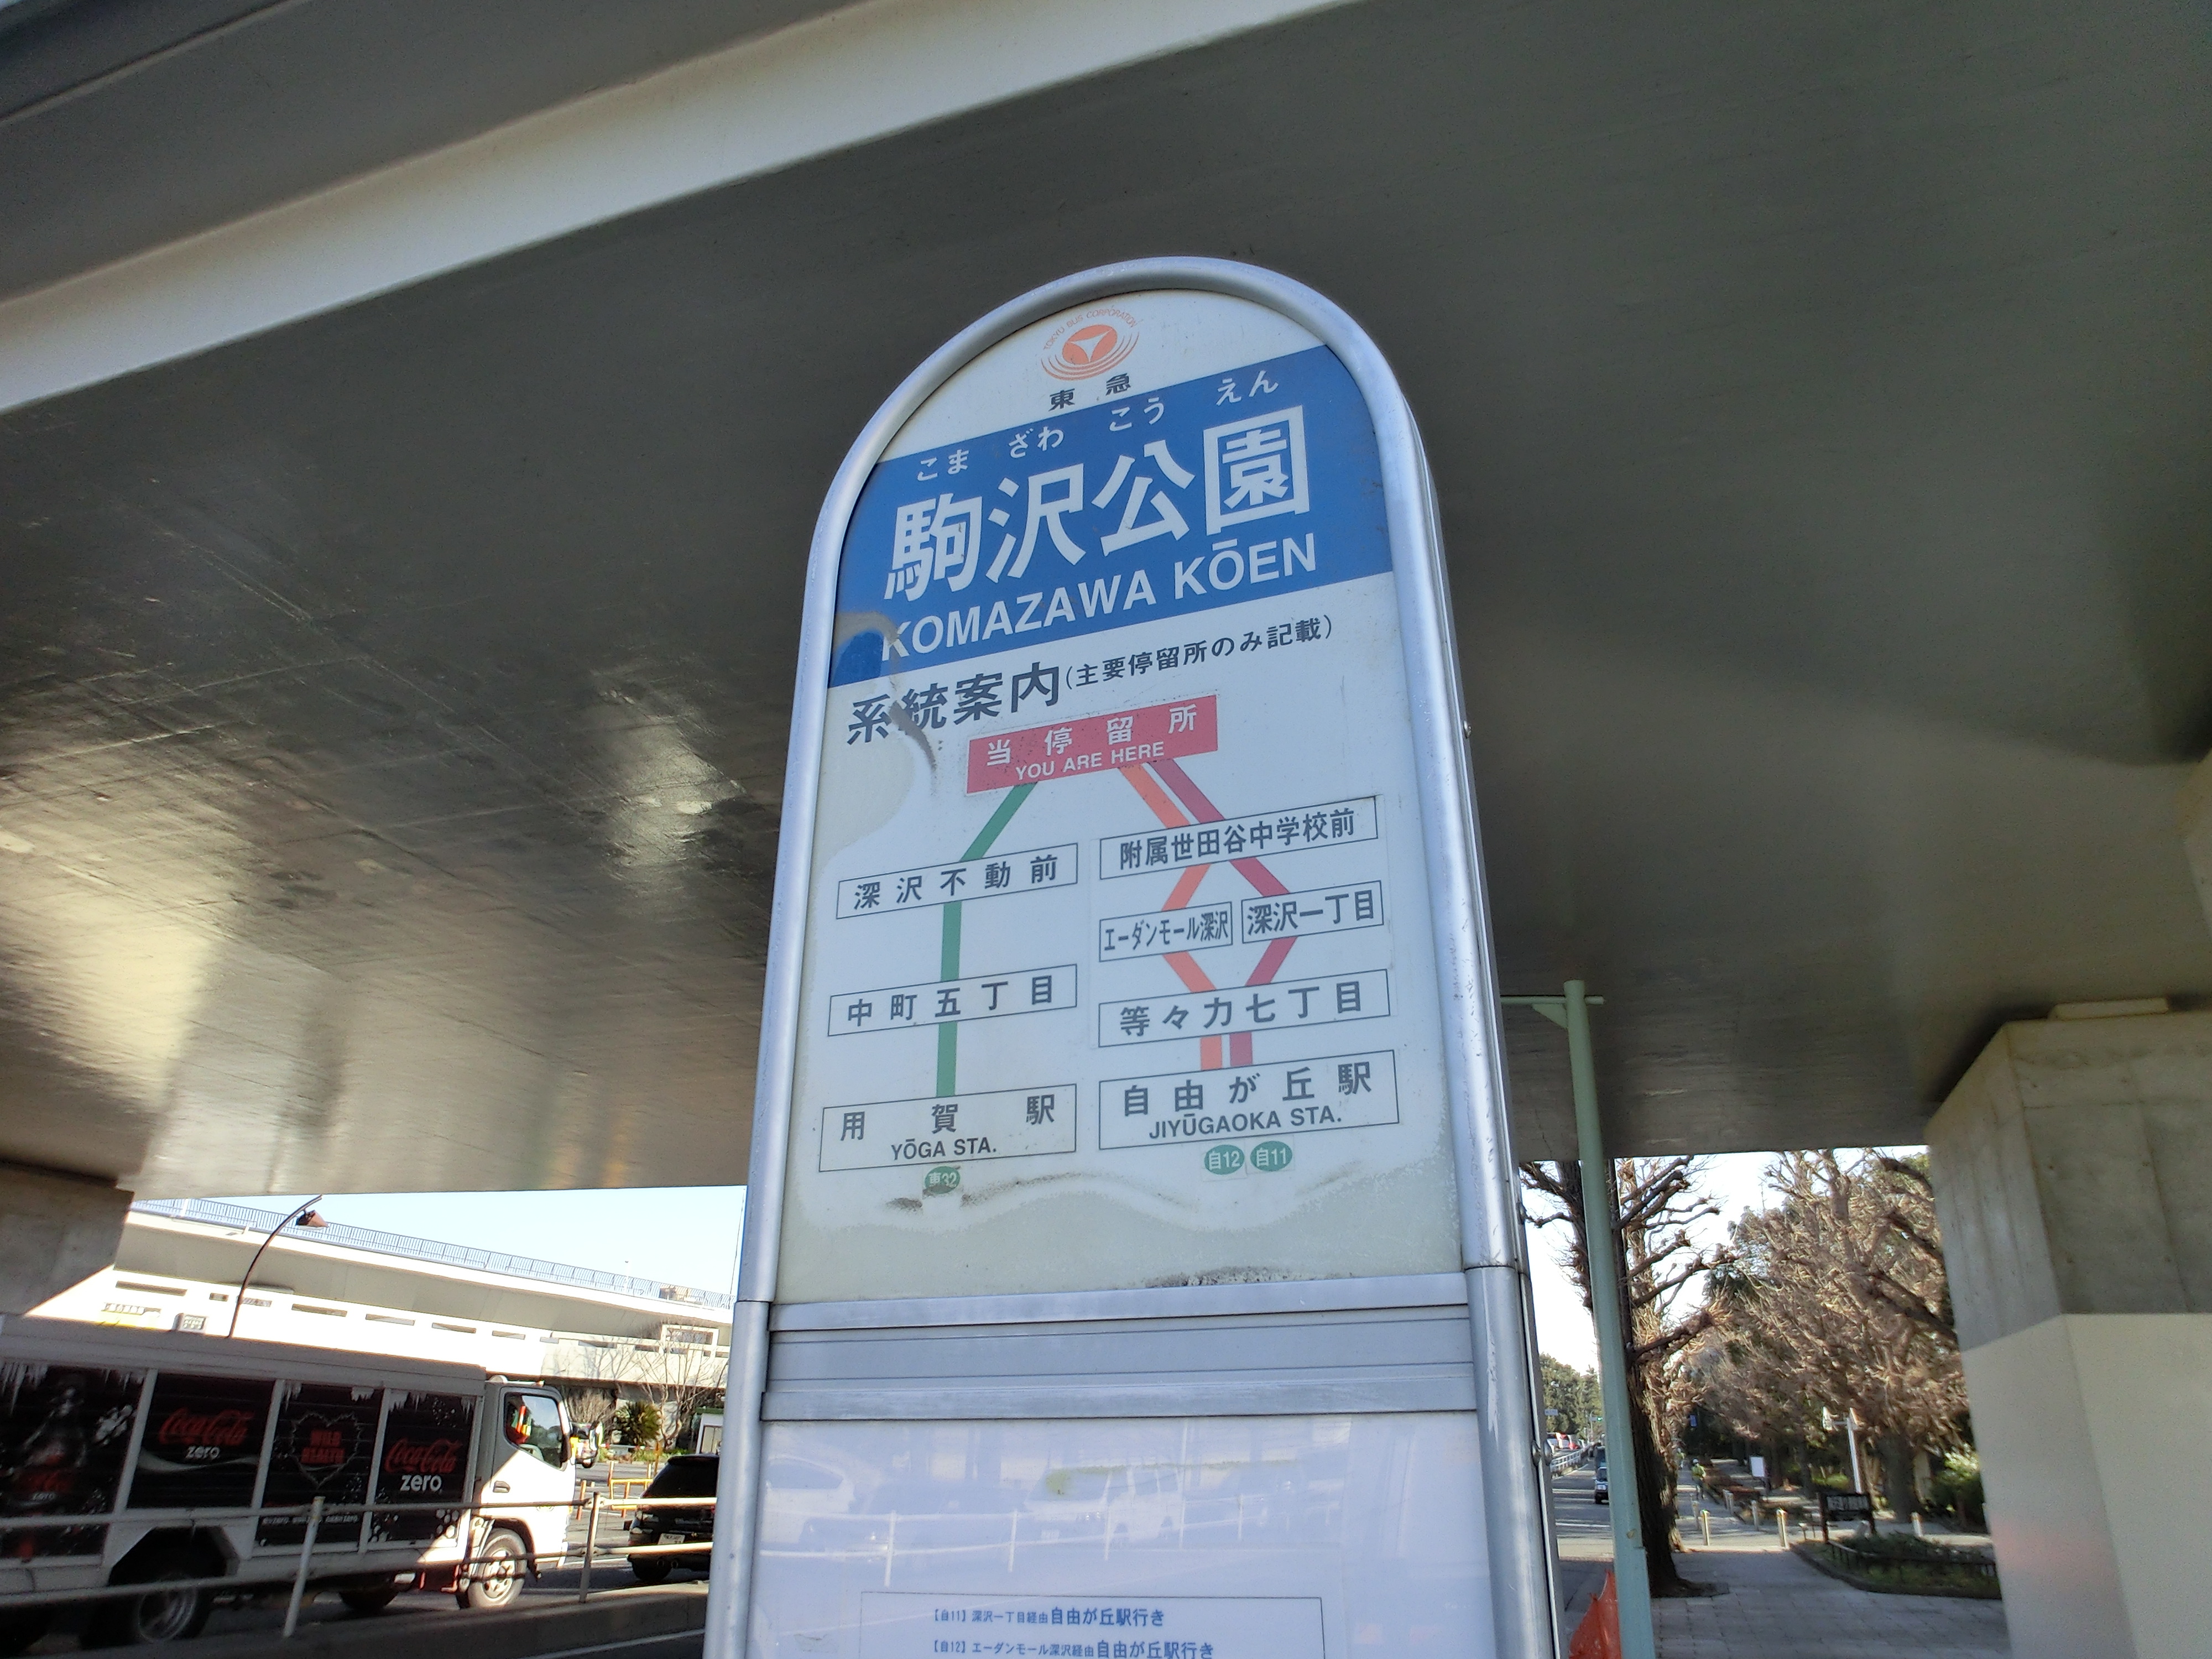 TOKYU BUS CORPORATION
東急
こま ざわ こう えん
駒沢公園
KOMAZAWA KŌEN
系統案内(主要停留所のみ記載)
当停留所
YOU ARE HERE
深沢不動前
中町五丁目
用賀駅
YŌGA STA.
附属世田谷中学校前
エーダンモール深沢
深沢一丁目
等々力七丁目
自由が丘駅
JIYŪGAOKA STA.
自12 自11
【自11】深沢一丁目経由自由が丘駅行き
【自12】エーダンモール深沢経由自由が丘駅行き
Coca-Cola
zero
WILD
HEALTH
Coca-Cola
zero